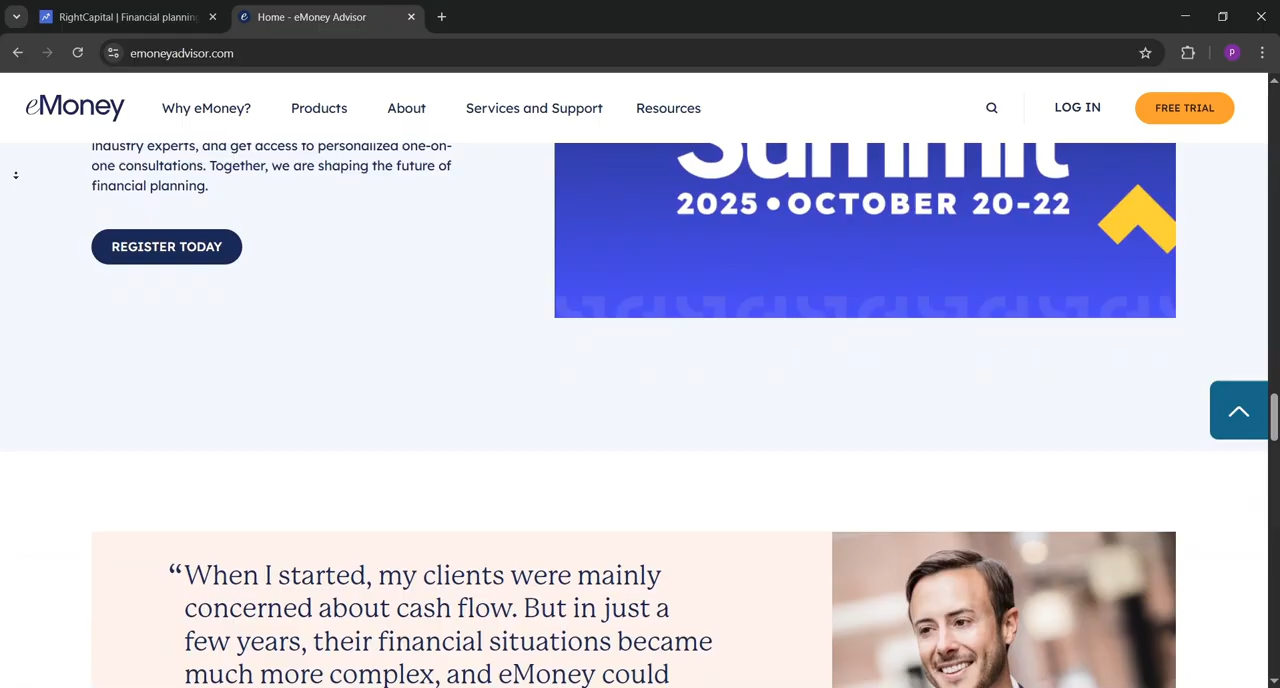 RightCapital | Financial planning
Home - eMoney Advisor
emoneyadvisor.com
p
eMoney
Why eMoney?
Products
About
Services and Support
Resources
LOG IN
FREE TRIAL
industry experts, and get access to personalized one-on-
one consultations. Together, we are shaping the future of
financial planning.
REGISTER TODAY
Summit
2025 • OCTOBER 20-22
“When I started, my clients were mainly
concerned about cash flow. But in just a
few years, their financial situations became
much more complex, and eMoney could